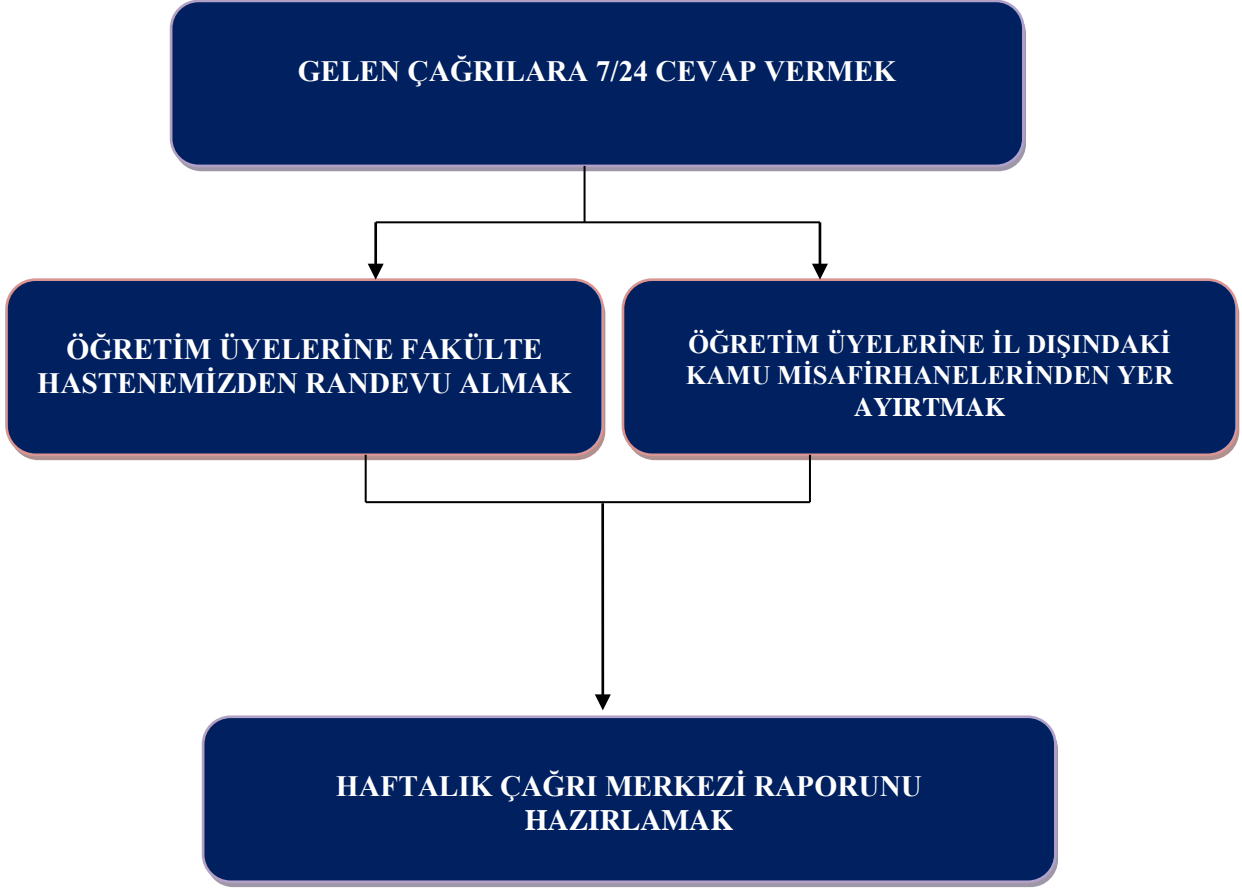 GELEN ÇAĞRILARA 7/24 CEVAP VERMEK
ÖĞRETİM ÜYELERİNE FAKÜLTE
HASTENEMİZDEN RANDEVU ALMAK
ÖĞRETİM ÜYELERİNE İL DIŞINDAKİ
KAMU MİSAFİRHANELERİNDEN YER
AYIRTMAK
HAFTALIK ÇAĞRI MERKEZİ RAPORUNU
HAZIRLAMAK